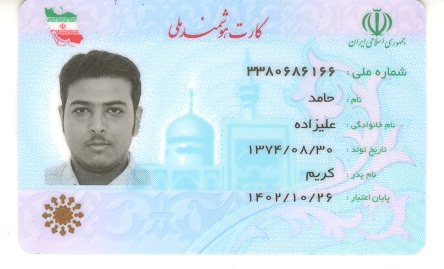 کارت هوشمند ملی
جمهوری اسلامی ایران
شماره ملی : ۳۳۸۰۶۸۶۱۶۶
نام : حامد
نام خانوادگی : علیزاده
تاریخ تولد : ۱۳۷۴/۰۸/۳۰
نام پدر : کریم
پایان اعتبار : ۱۴۰۲/۱۰/۲۶